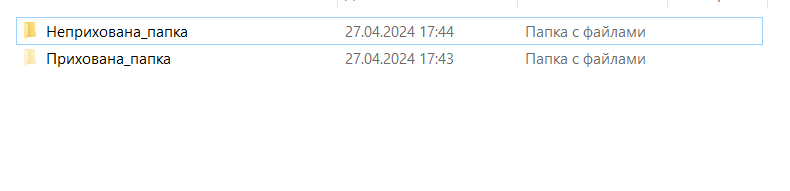 Неприхована_папка 27.04.2024 17:44 Папка с файлами
Прихована_папка 27.04.2024 17:43 Папка с файлами